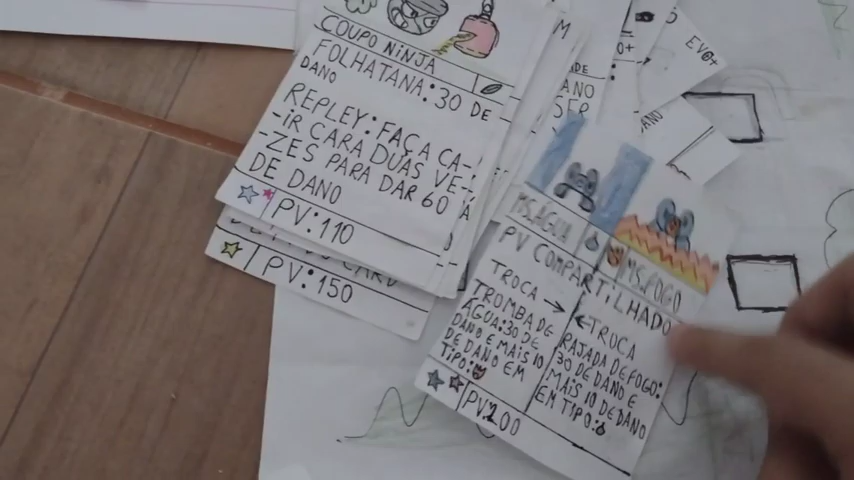 COUPO NINJA
FOLHATANA: 30 DE
DANO
REPLEY: FAÇA CA-
-IR CARA DUAS VE-
-ZES PARA DAR 60
DE DANO
PV: 110
PV: 150
EVO+
MS.AGUA
MS.FOGO
PV COMPARTILHADO
TROCA →
TROMBA DE
ÁGUA: 30 DE
DANO E MAIS 10
DE DANO EM
TIPO:
← TROCA
RAJADA DE FOGO:
30 DE DANO E
MAIS 10 DE DANO
EM TIPO:
PV: 200